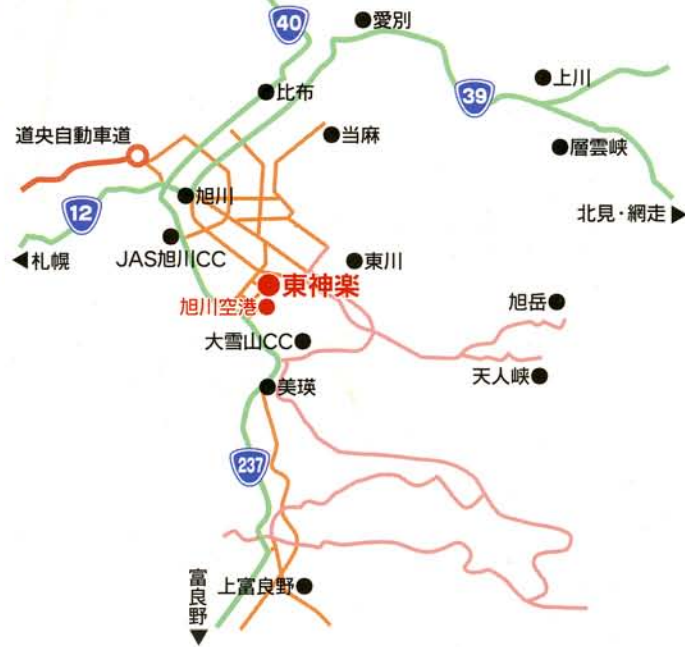 40
愛別
上川
比布
39
当麻
道央自動車道
層雲峡
旭川
12
北見・網走▶
JAS旭川CC
◀札幌
東川
東神楽
旭川空港
旭岳
大雪山CC
天人峡
美瑛
237
上富良野
富良野
▼